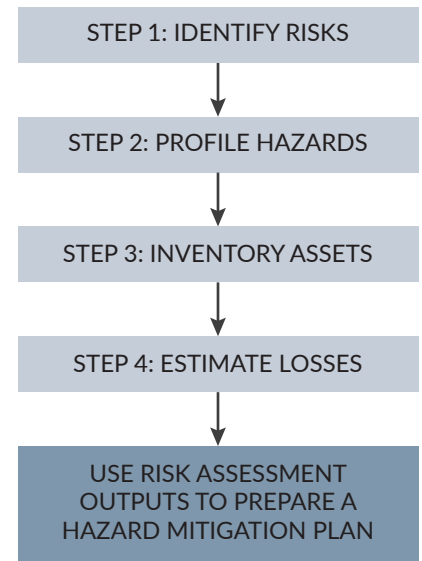 STEP 1: IDENTIFY RISKS
STEP 2: PROFILE HAZARDS
STEP 3: INVENTORY ASSETS
STEP 4: ESTIMATE LOSSES
USE RISK ASSESSMENT
OUTPUTS TO PREPARE A
HAZARD MITIGATION PLAN